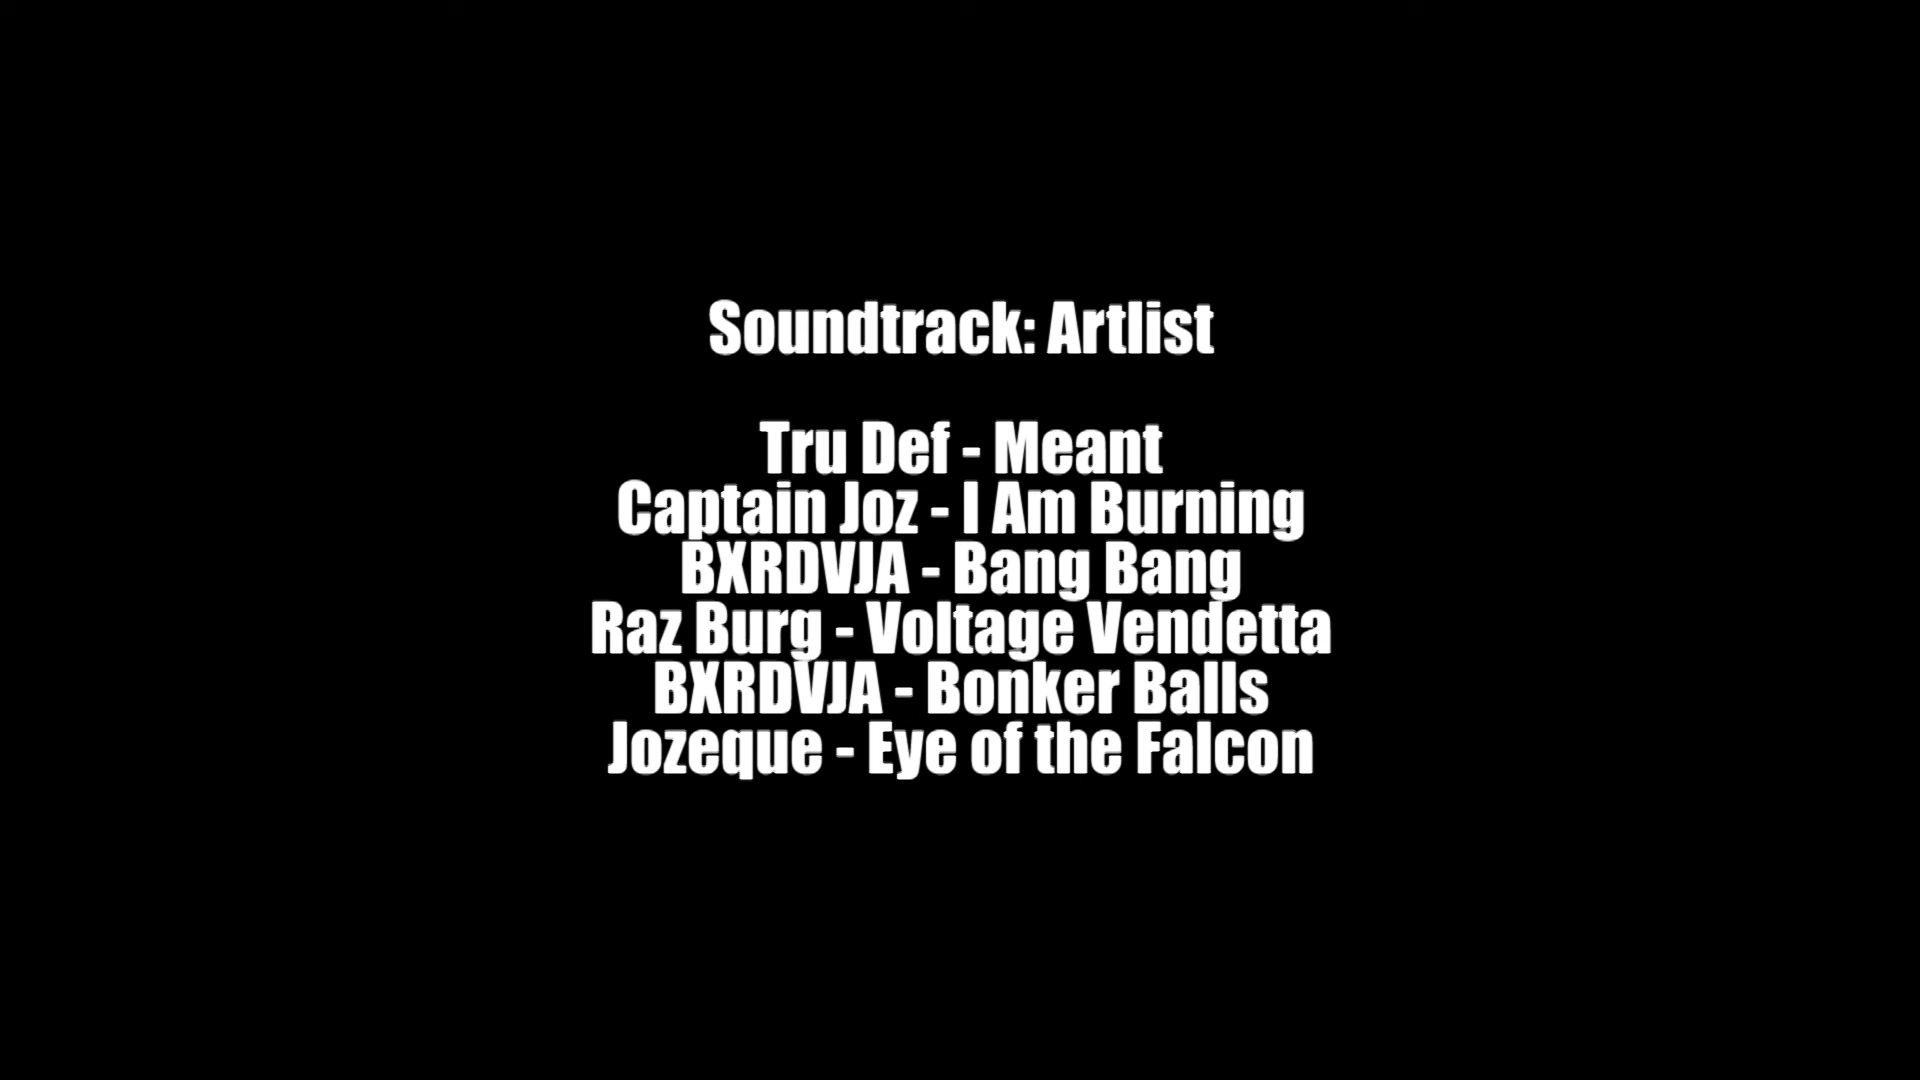 Soundtrack: Artlist
Tru Def - Meant
Captain Joz - I Am Burning
BXRDVJA - Bang Bang
Raz Burg - Voltage Vendetta
BXRDVJA - Bonker Balls
Jozeque - Eye of the Falcon